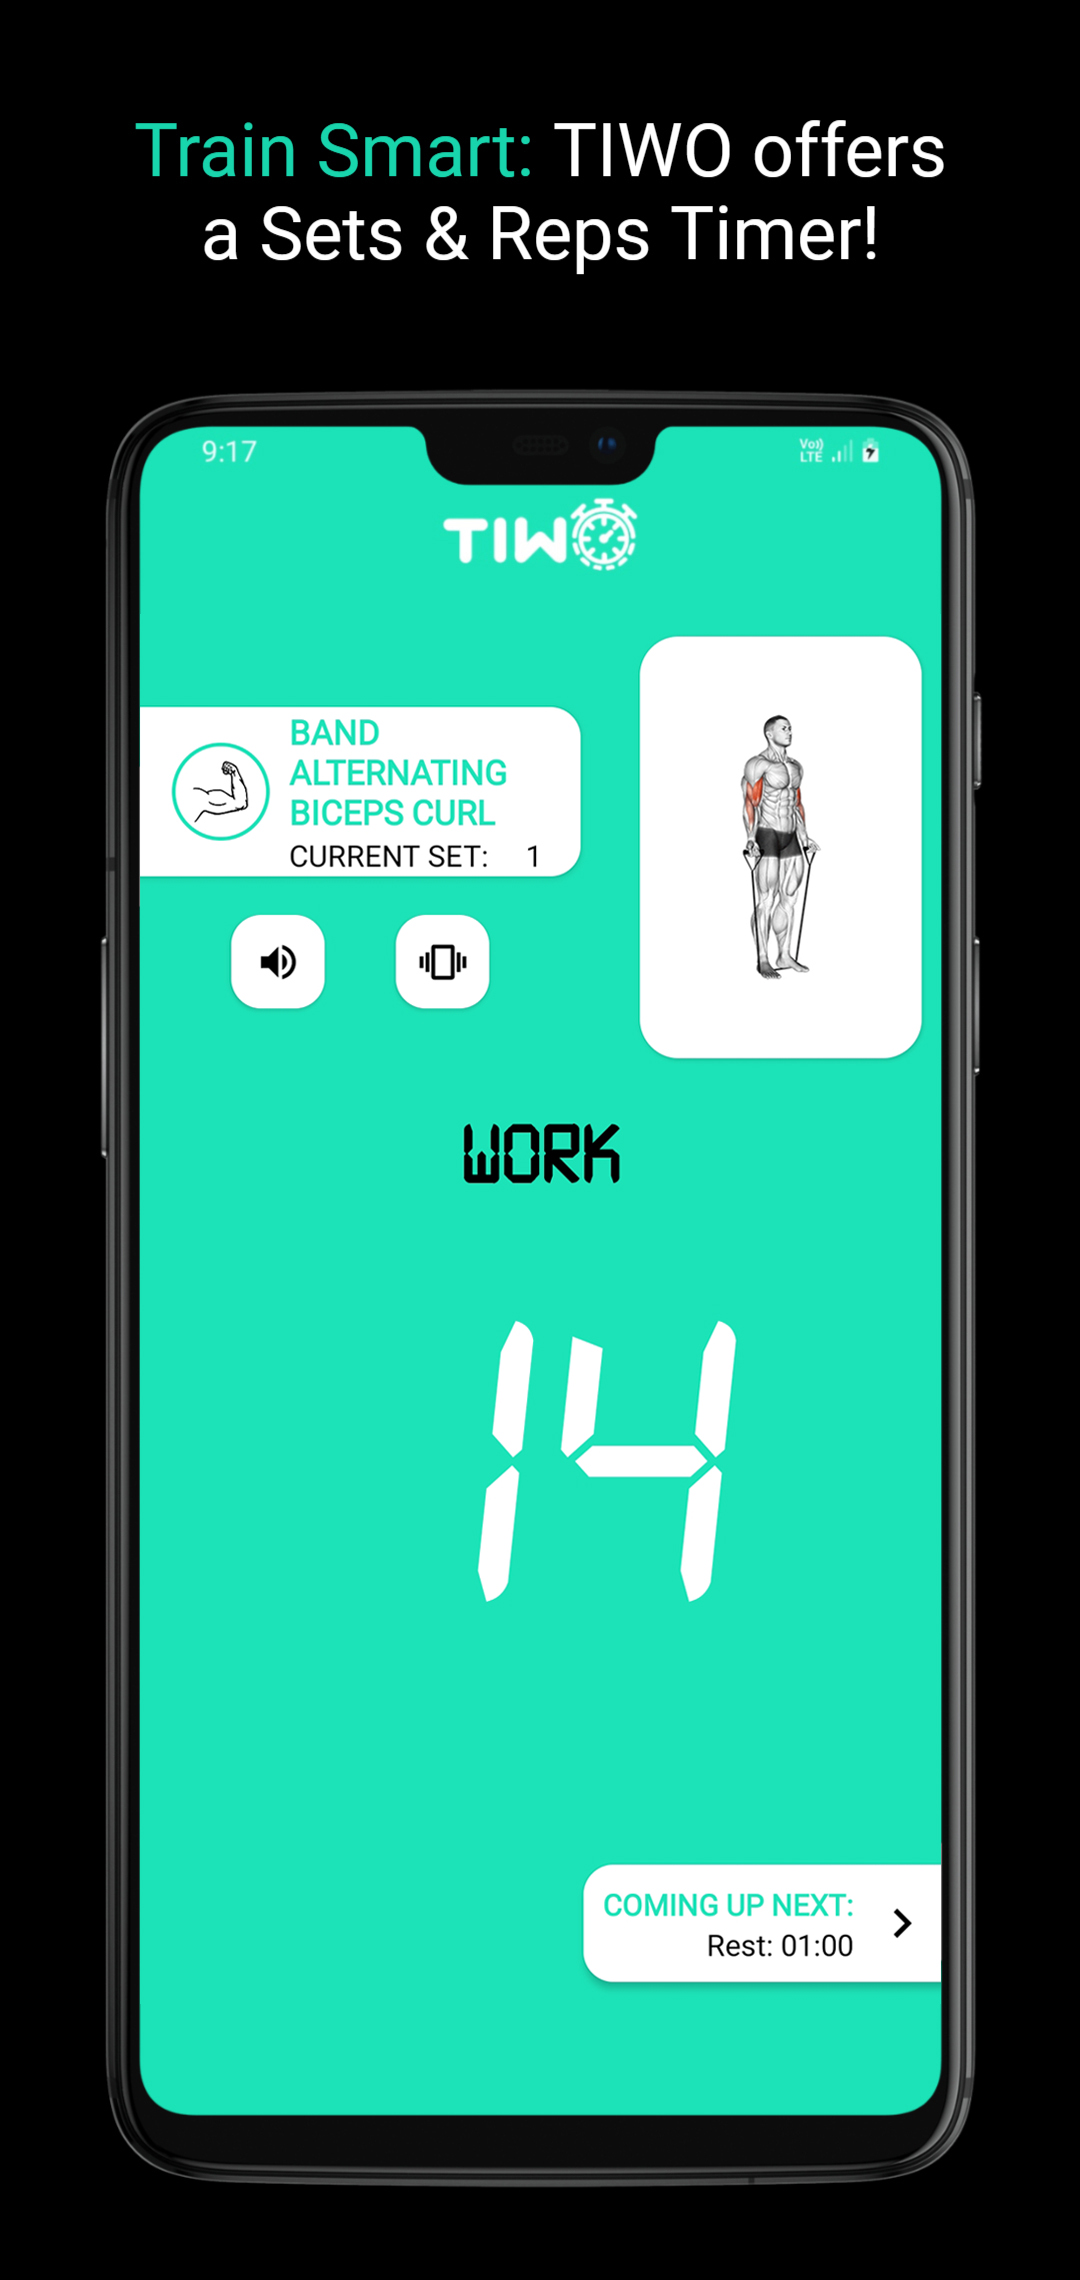 Train Smart: TIWO offers
a Sets & Reps Timer!
9:17
Vo))
LTE
TIWO
BAND
ALTERNATING
BICEPS CURL
CURRENT SET: 1
WORK
14
COMING UP NEXT:
Rest: 01:00